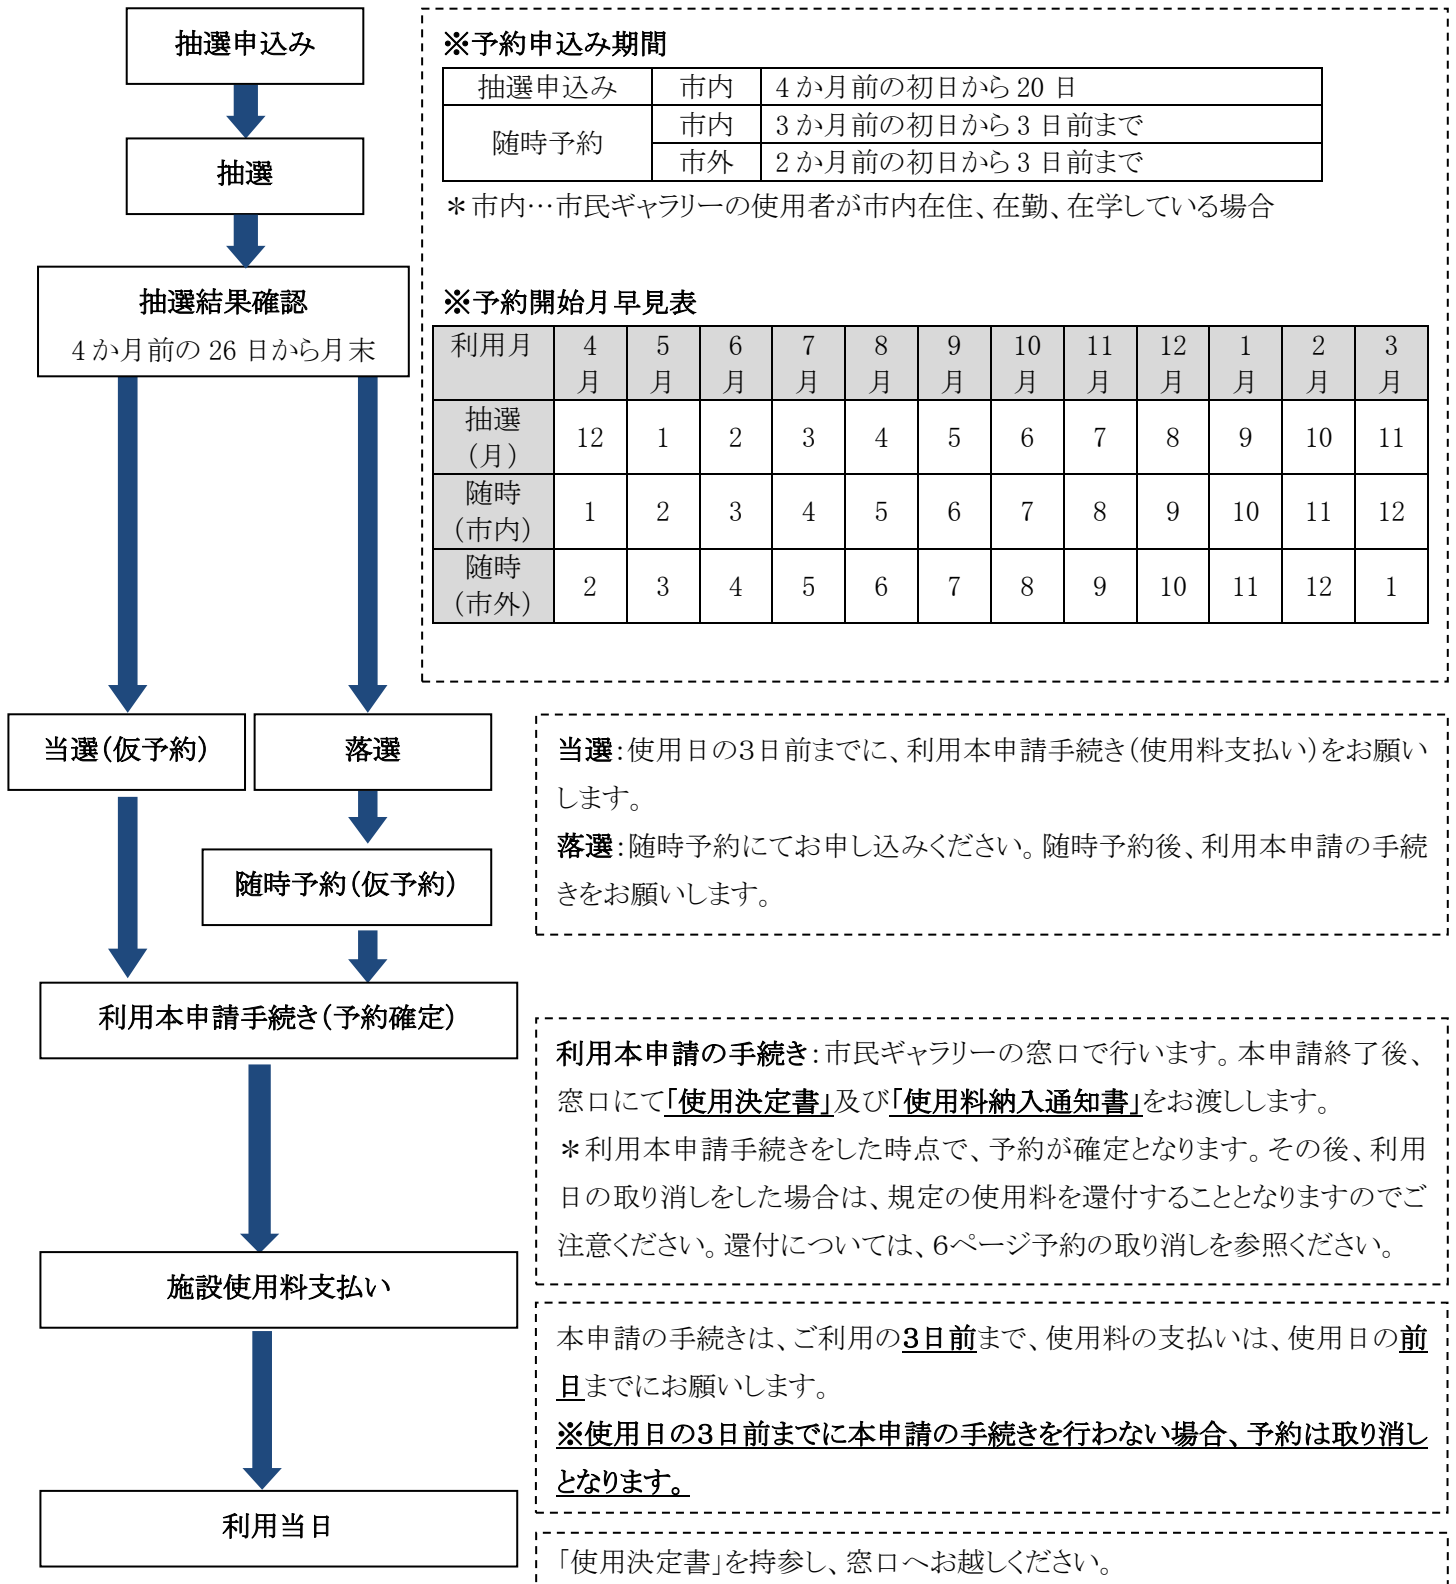 抽選申込み
抽選
抽選結果確認
4か月前の26日から月末
※予約申込み期間
抽選申込み 市内 4か月前の初日から20日
随時予約 市内 3か月前の初日から3日前まで
市外 2か月前の初日から3日前まで
＊市内…市民ギャラリーの使用者が市内在住、在勤、在学している場合
※予約開始月早見表
利用月 4月 5月 6月 7月 8月 9月 10月 11月 12月 1月 2月 3月
抽選(月) 12 1 2 3 4 5 6 7 8 9 10 11
随時(市内) 1 2 3 4 5 6 7 8 9 10 11 12
随時(市外) 2 3 4 5 6 7 8 9 10 11 12 1
当選(仮予約)
落選
随時予約(仮予約)
当選：使用日の3日前までに、利用本申請手続き(使用料支払い)をお願い
します。
落選：随時予約にてお申し込みください。随時予約後、利用本申請の手続
きをお願いします。
利用本申請手続き(予約確定)
利用本申請の手続き：市民ギャラリーの窓口で行います。本申請終了後、
窓口にて「使用決定書」及び「使用料納入通知書」をお渡しします。
＊利用本申請手続きをした時点で、予約が確定となります。その後、利用
日の取り消しをした場合は、規定の使用料を還付することとなりますのでご
注意ください。還付については、6ページ予約の取り消しを参照ください。
施設使用料支払い
本申請の手続きは、ご利用の3日前まで、使用料の支払いは、使用日の前
日までにお願いします。
※使用日の3日前までに本申請の手続きを行わない場合、予約は取り消し
となります。
利用当日
「使用決定書」を持参し、窓口へお越しください。